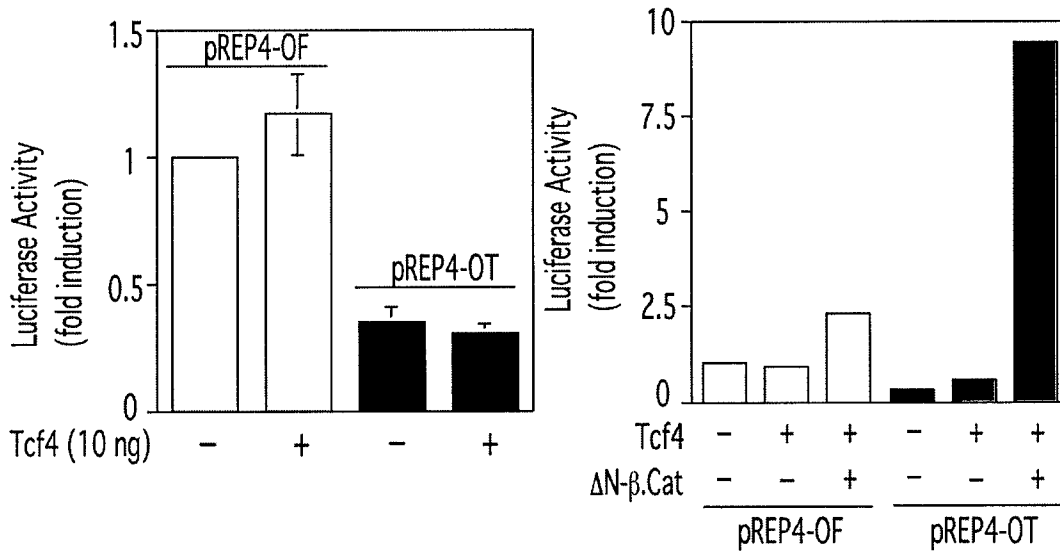 Luciferase Activity
(fold induction)
1.5
1
0.5
0
pREP4-OF
pREP4-OT
Tcf4 (10 ng) – + – +
Luciferase Activity
(fold induction)
10
7.5
5
2.5
0
Tcf4 – + + – + +
ΔN-β.Cat – – + – – +
pREP4-OF pREP4-OT